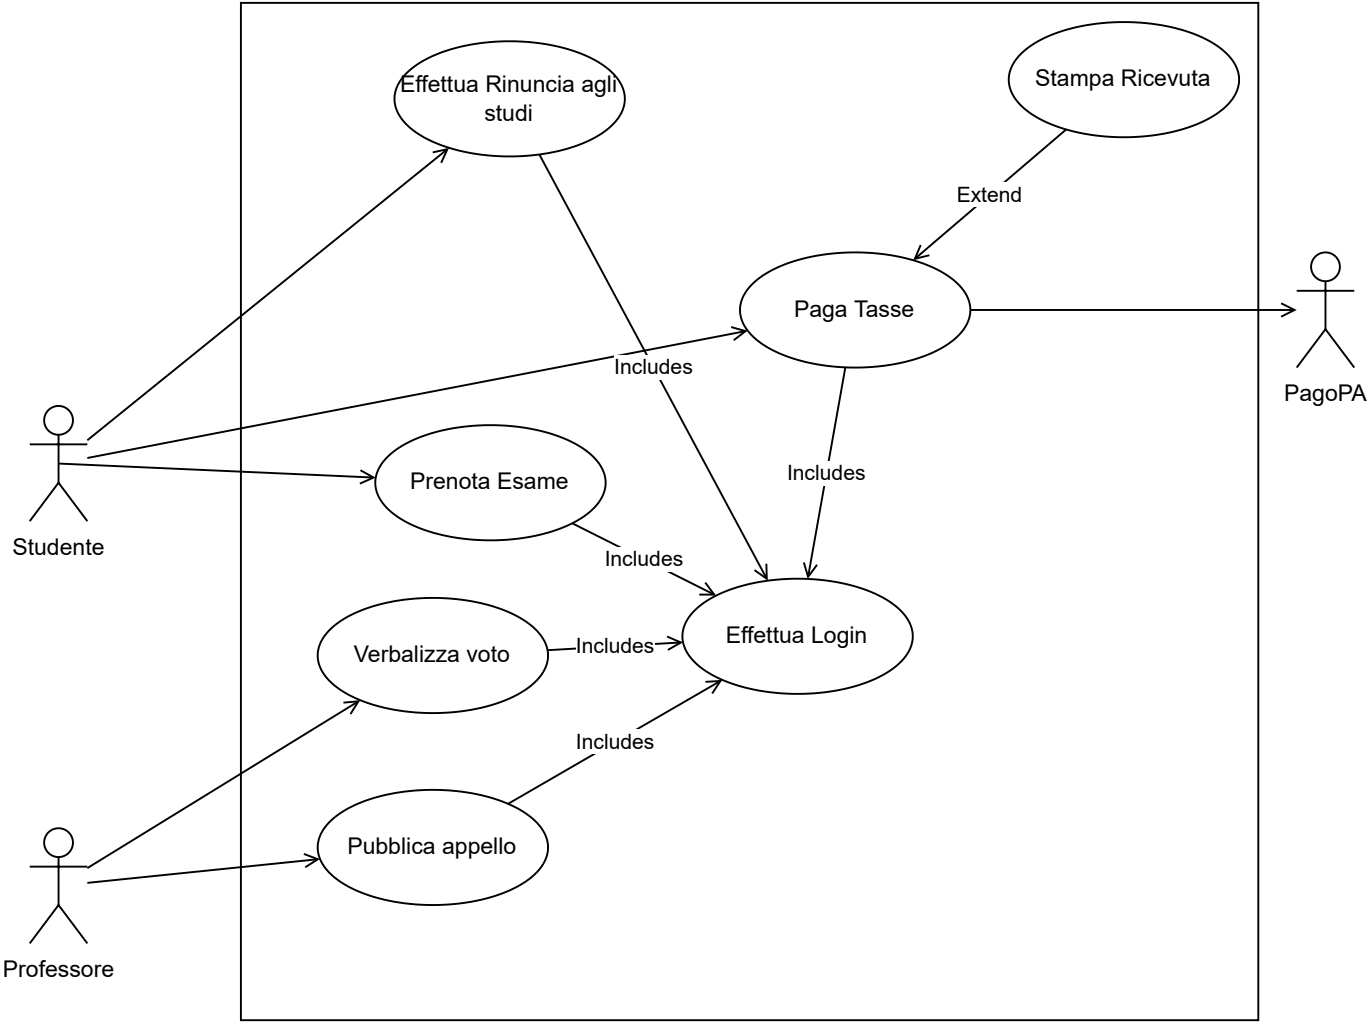 Effettua Rinuncia agli
studi
Stampa Ricevuta
Extend
Paga Tasse
PagoPA
Includes
Studente
Prenota Esame
Includes
Includes
Verbalizza voto
Includes
Effettua Login
Includes
Pubblica appello
Professore